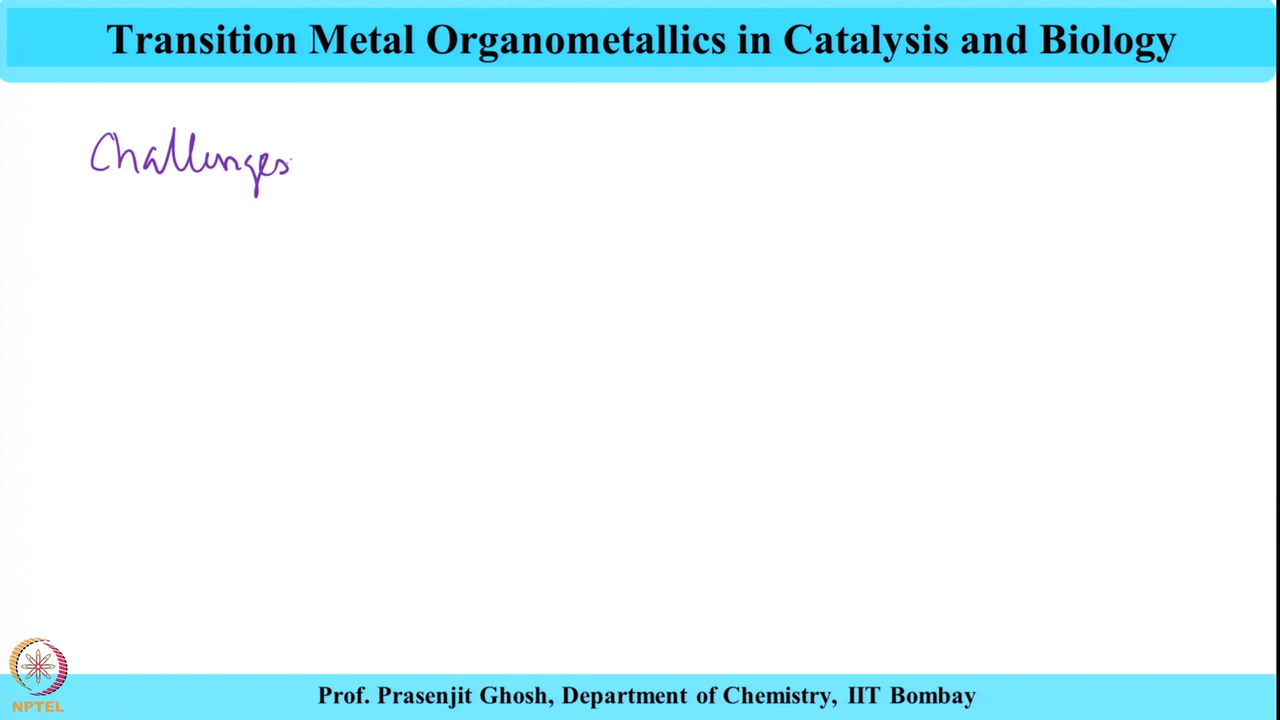 Transition Metal Organometallics in Catalysis and Biology
Challenges
NPTEL
Prof. Prasenjit Ghosh, Department of Chemistry, IIT Bombay